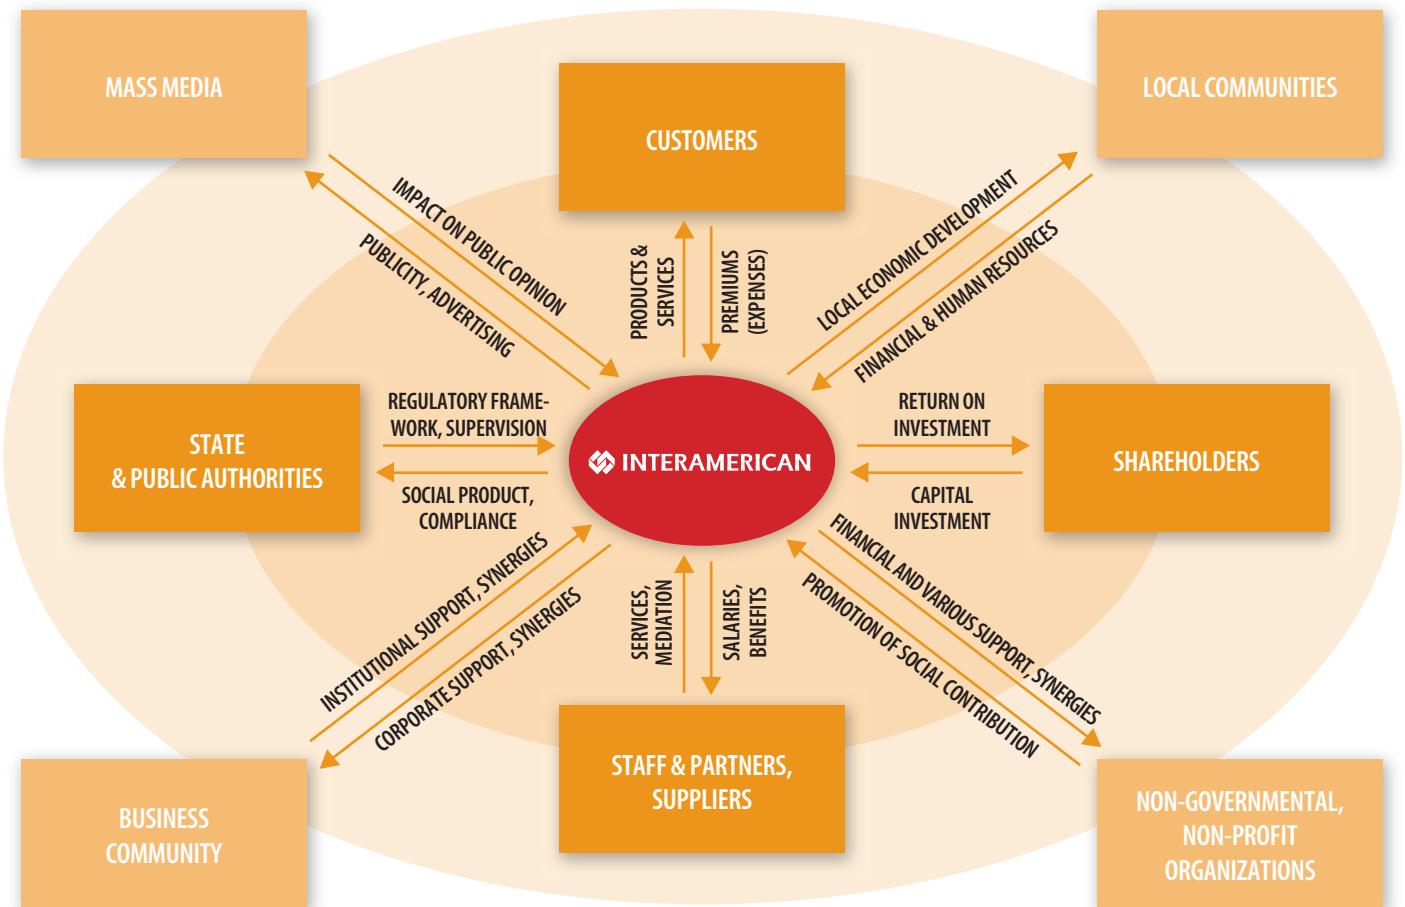 MASS MEDIA
CUSTOMERS
LOCAL COMMUNITIES
IMPACT ON PUBLIC OPINION
PUBLICITY, ADVERTISING
PRODUCTS &
SERVICES
PREMIUMS
(EXPENSES)
LOCAL ECONOMIC DEVELOPMENT
FINANCIAL & HUMAN RESOURCES
STATE
& PUBLIC AUTHORITIES
REGULATORY FRAME-
WORK, SUPERVISION
SOCIAL PRODUCT,
COMPLIANCE
INTERAMERICAN
RETURN ON
INVESTMENT
CAPITAL
INVESTMENT
SHAREHOLDERS
INSTITUTIONAL SUPPORT, SYNERGIES
CORPORATE SUPPORT, SYNERGIES
SERVICES,
MEDIATION
SALARIES,
BENEFITS
FINANCIAL AND VARIOUS SUPPORT, SYNERGIES
PROMOTION OF SOCIAL CONTRIBUTION
BUSINESS
COMMUNITY
STAFF & PARTNERS,
SUPPLIERS
NON-GOVERNMENTAL,
NON-PROFIT
ORGANIZATIONS